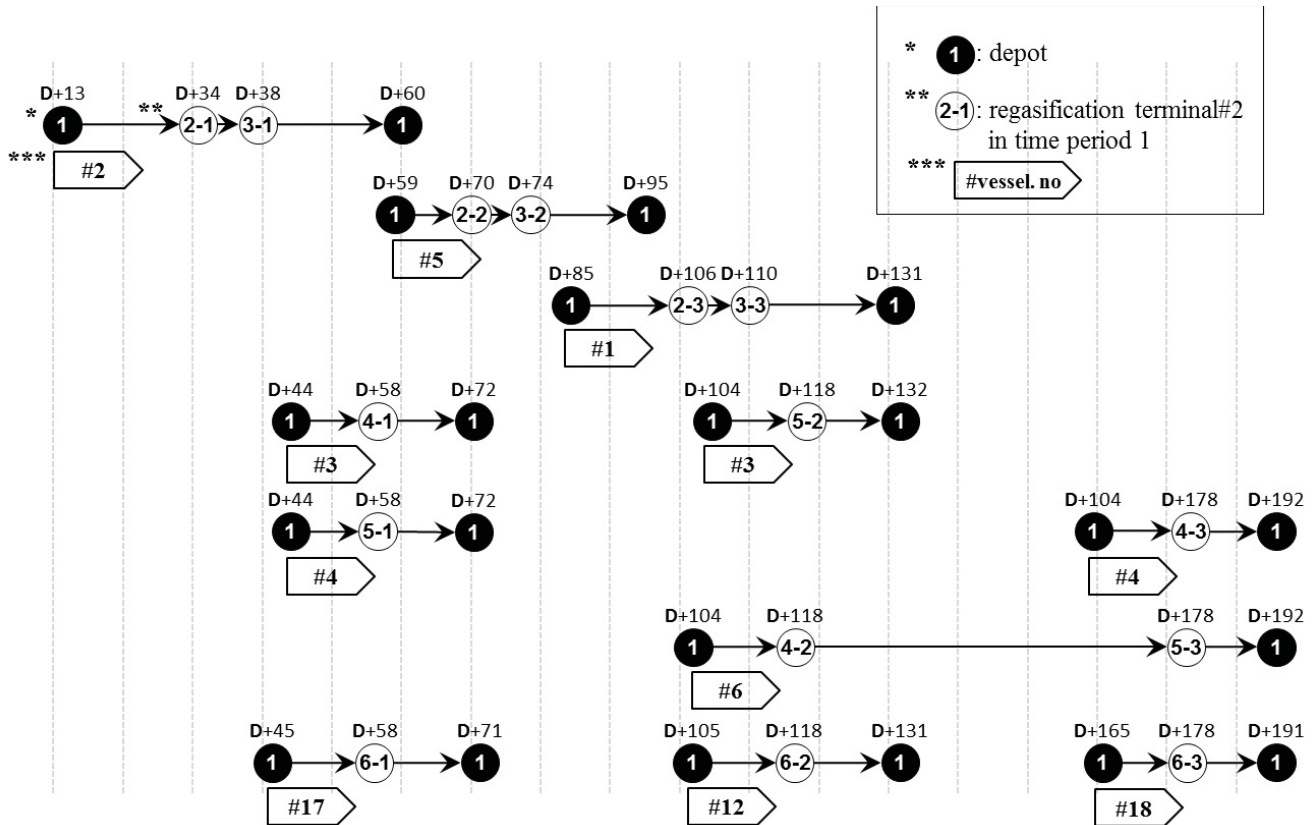 * 1 : depot
** 2-1 : regasification terminal#2
in time period 1
*** #vessel. no
D+13 D+34 D+38 D+60
* 1 ** 2-1 3-1 1
*** #2
D+59 D+70 D+74 D+95
1 2-2 3-2 1
#5
D+85 D+106 D+110 D+131
1 2-3 3-3 1
#1
D+44 D+58 D+72 D+104 D+118 D+132
1 4-1 1 1 5-2 1
#3 #3
D+44 D+58 D+72 D+104 D+178 D+192
1 5-1 1 1 4-3 1
#4 #4
D+104 D+118 D+178 D+192
1 4-2 5-3 1
#6
D+45 D+58 D+71 D+105 D+118 D+131 D+165 D+178 D+191
1 6-1 1 1 6-2 1 1 6-3 1
#17 #12 #18